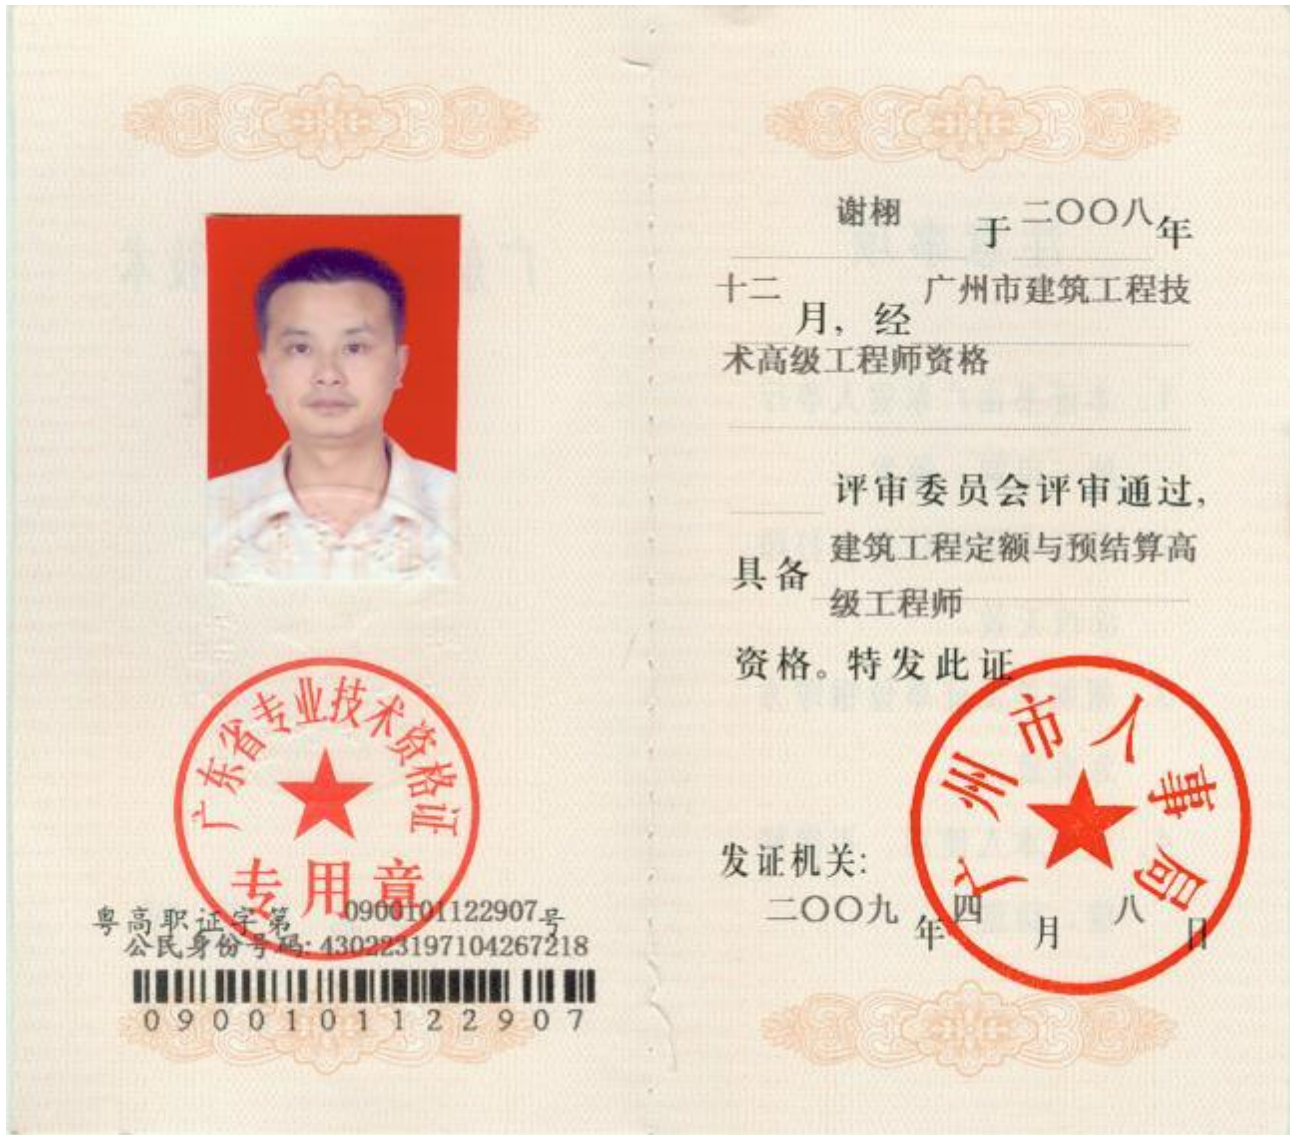 广东省专业技术资格证
专用章
粤高职证字第0900101122907号
公民身份号码:430223197104267218
0900101122907
谢栩 于二〇〇八年
十二月,经广州市建筑工程技
术高级工程师资格
评审委员会评审通过,
具备建筑工程定额与预结算高
级工程师
资格。特发此证
广州市人事局
发证机关:
二〇〇九年四月八日